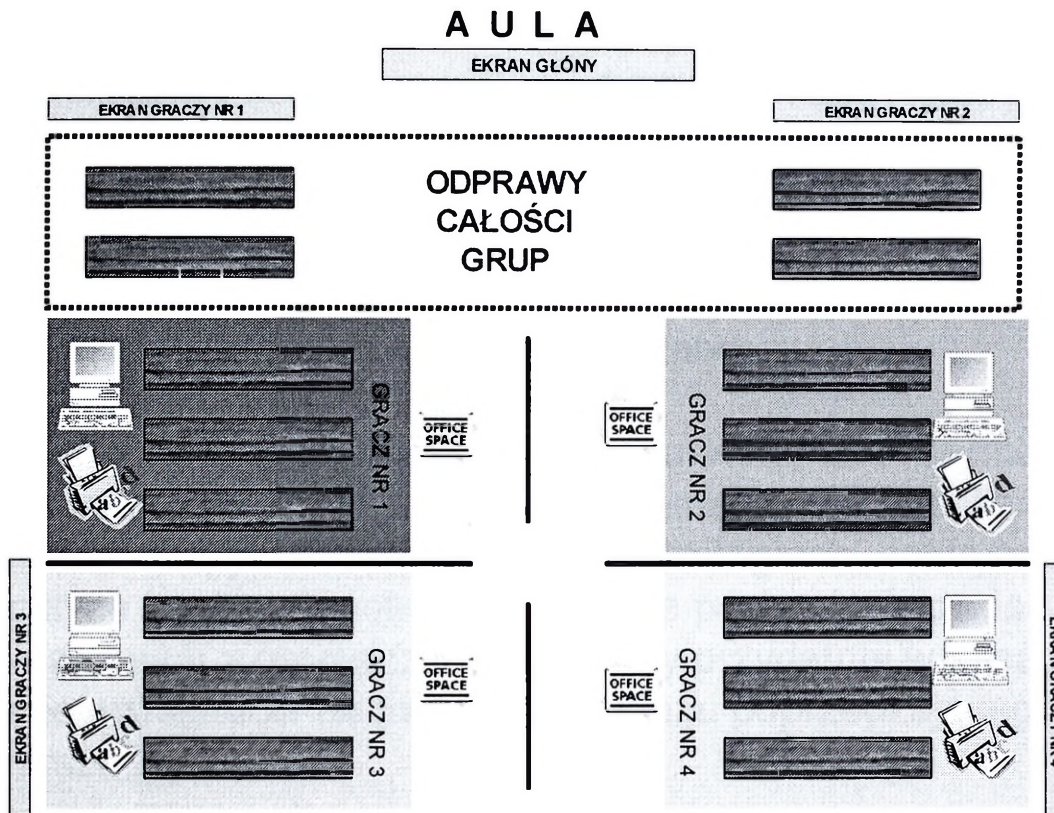 A U L A
EKRAN GŁÓNY
EKRAN GRACZY NR 1
EKRAN GRACZY NR 2
ODPRAWY
CAŁOŚCI
GRUP
GRACZ NR 1
OFFICE
SPACE
OFFICE
SPACE
GRACZ NR 2
EKRAN GRACZY NR 3
GRACZ NR 3
OFFICE
SPACE
OFFICE
SPACE
GRACZ NR 4